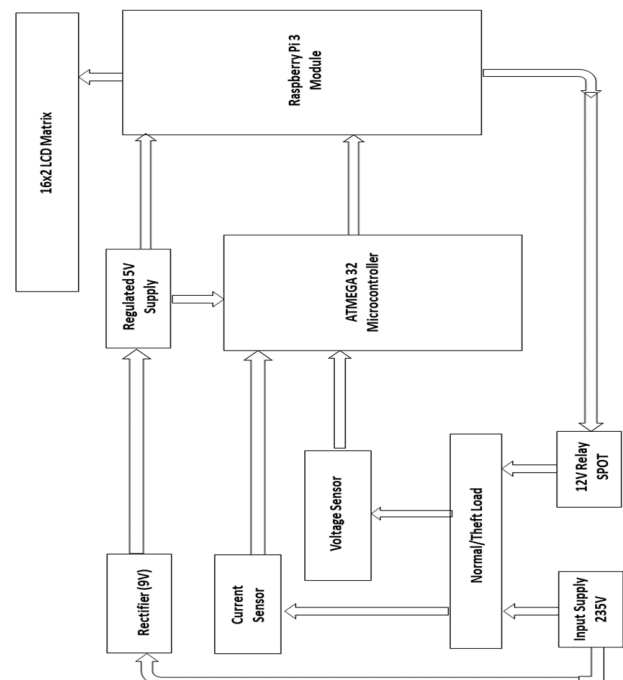 16x2 LCD Matrix
Rectifier (9V)
Regulated 5V
Supply
Raspberry Pi 3
Module
Current
Sensor
Voltage Sensor
ATMEGA 32
Microcontroller
Normal/Theft Load
Input Supply
235V
12V Relay
SPOT